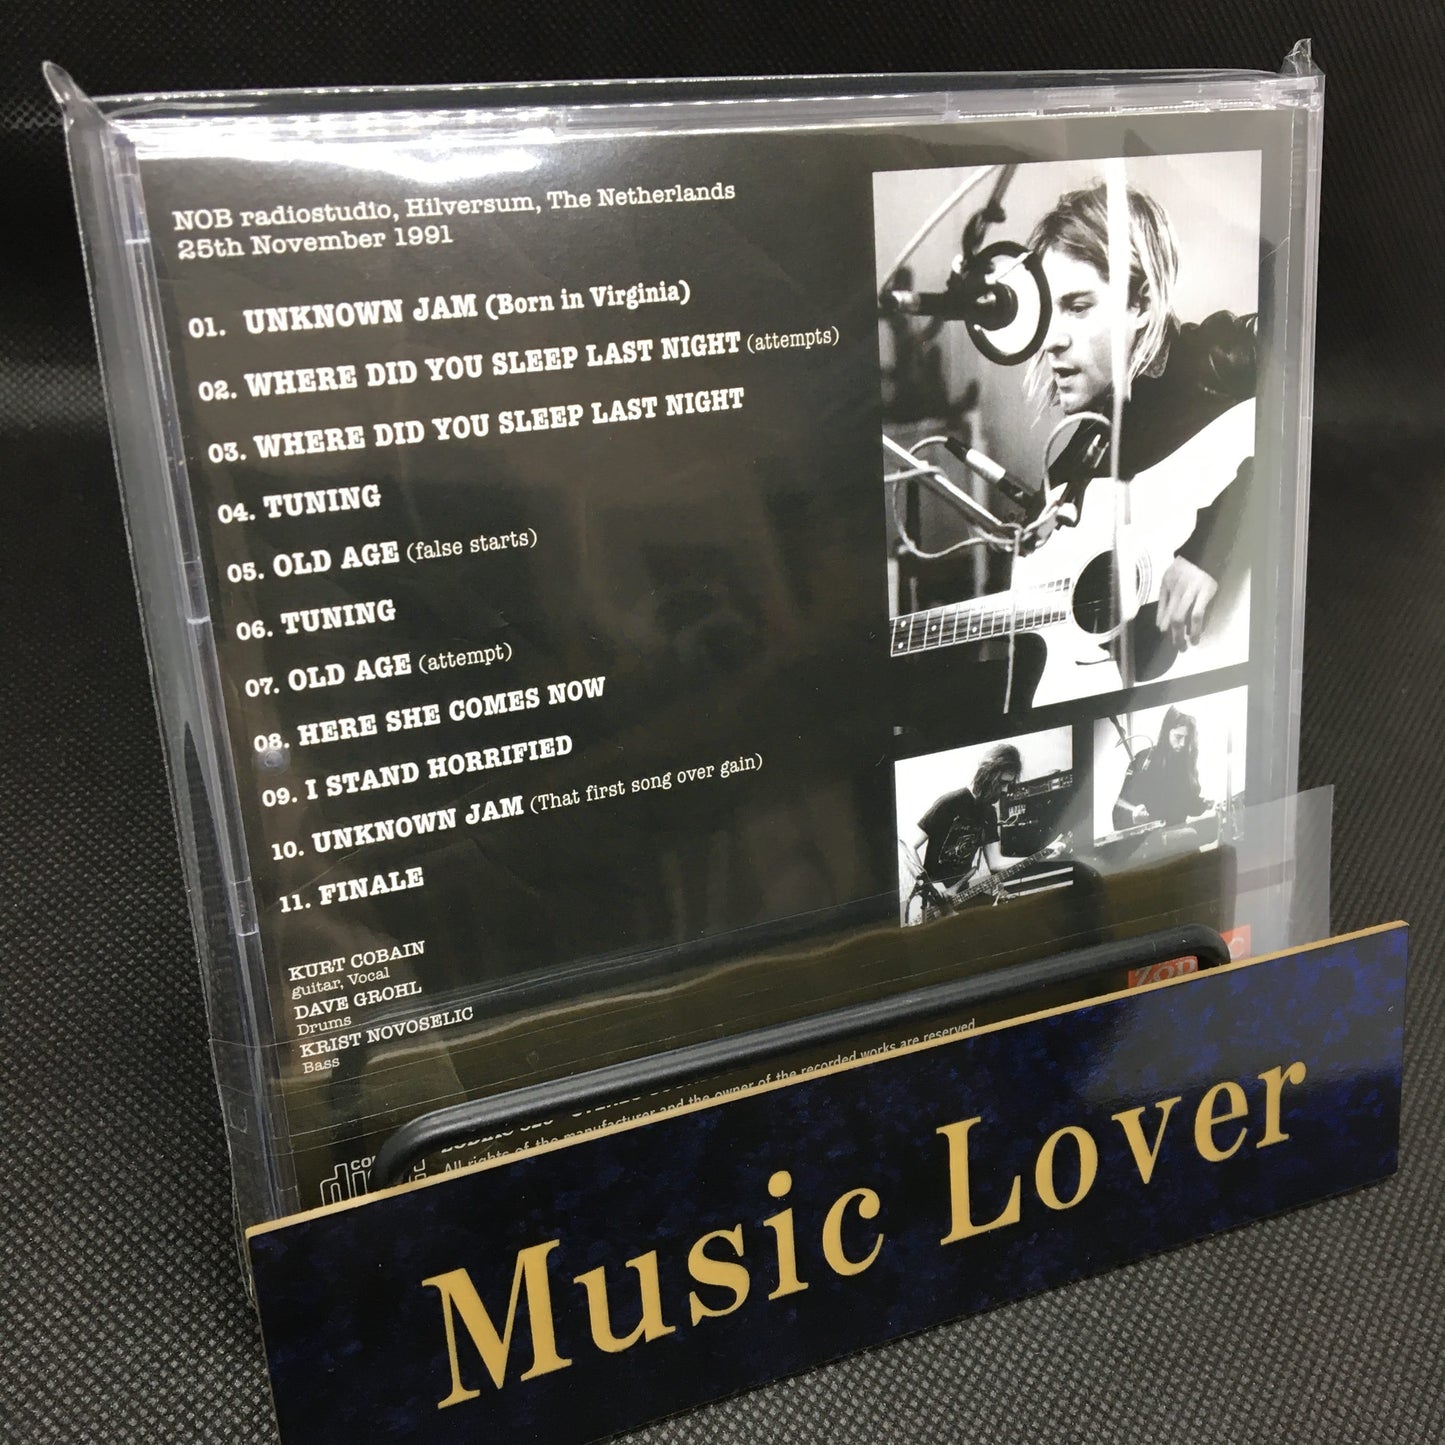 NOB radiostudio, Hilversum, The Netherlands
25th November 1991
01. UNKNOWN JAM (Born in Virginia)
02. WHERE DID YOU SLEEP LAST NIGHT (attempts)
03. WHERE DID YOU SLEEP LAST NIGHT
04. TUNING
05. OLD AGE (false starts)
06. TUNING
07. OLD AGE (attempt)
08. HERE SHE COMES NOW
09. I STAND HORRIFIED
10. UNKNOWN JAM (That first song over gain)
11. FINALE
KURT COBAIN
guitar, Vocal
DAVE GROHL
Drums
KRIST NOVOSELIC
Bass
All rights of the manufacturer and the owner of the recorded works are reserved
Music Lover